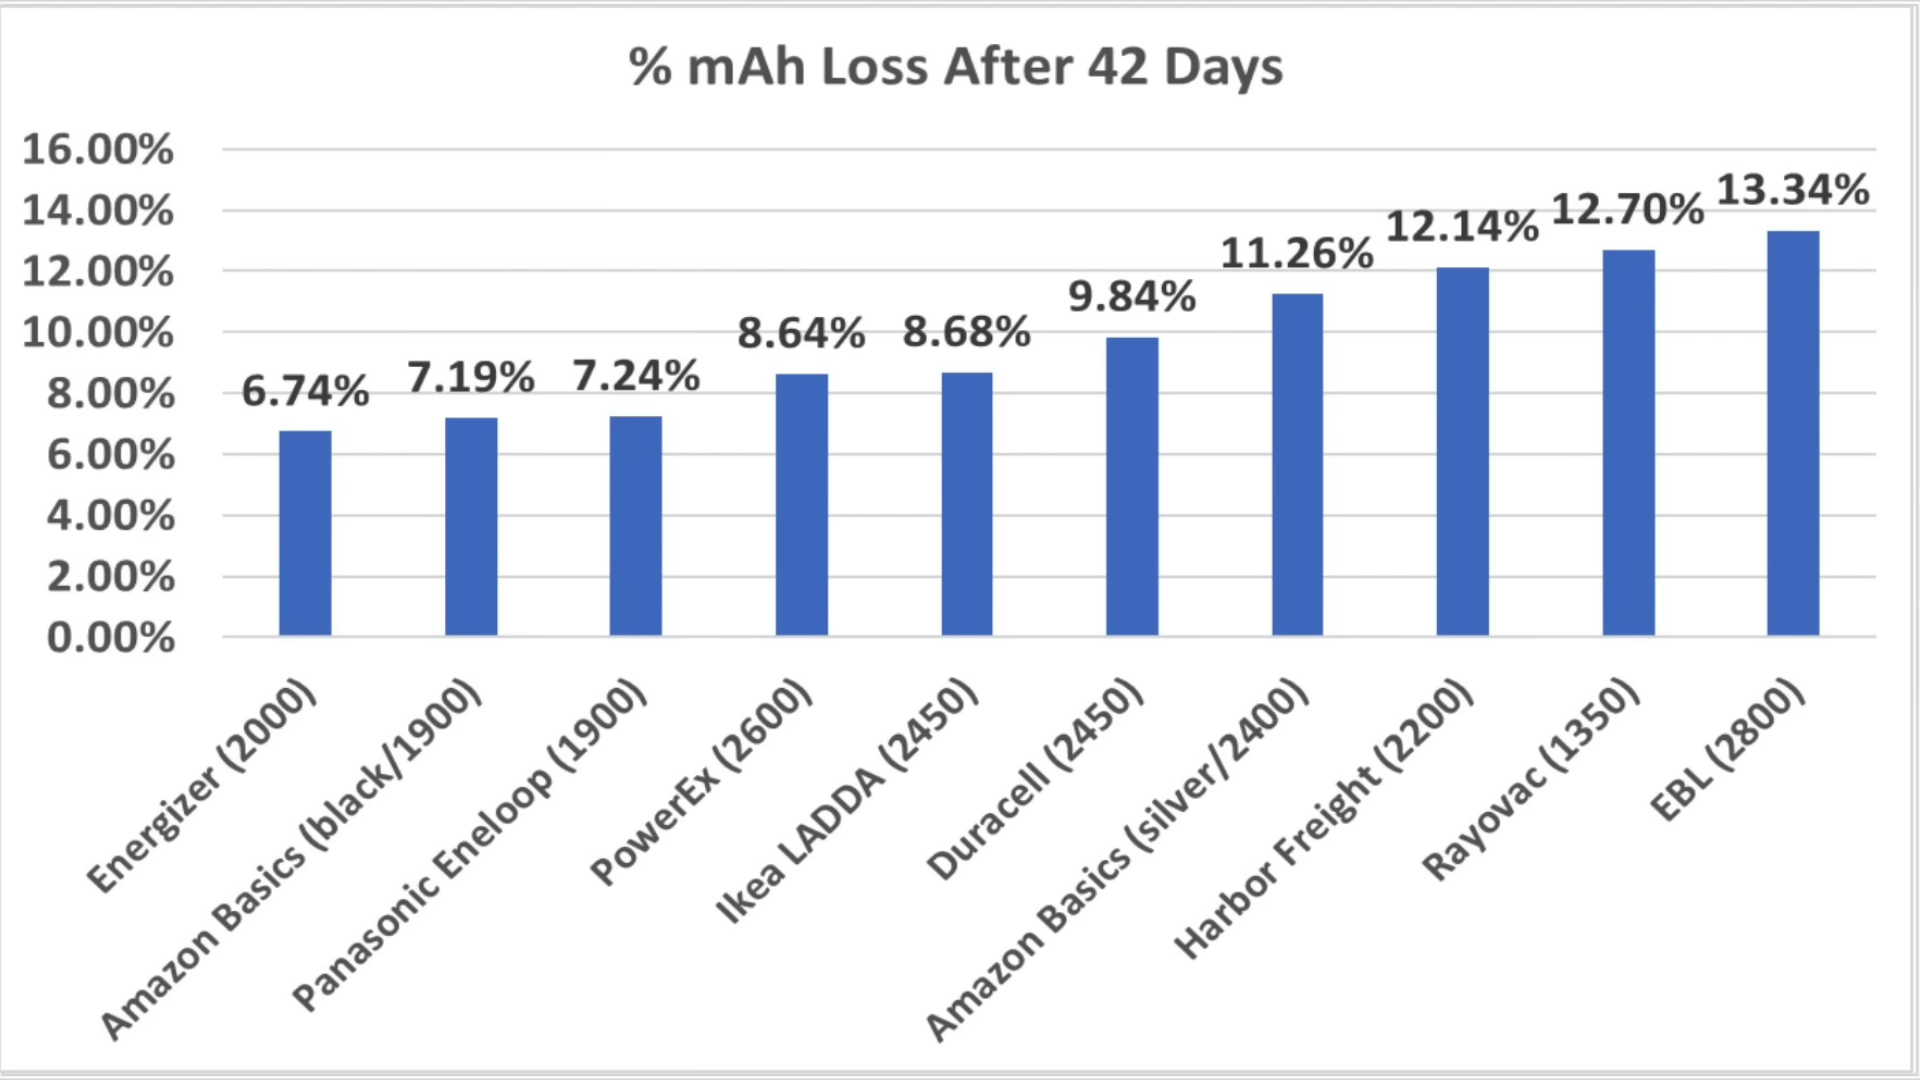 % mAh Loss After 42 Days
16.00%
14.00%
12.00%
10.00%
8.00%
6.00%
4.00%
2.00%
0.00%
6.74%
7.19%
7.24%
8.64%
8.68%
9.84%
11.26%
12.14%
12.70%
13.34%
Energizer (2000)
Amazon Basics (black/1900)
Panasonic Eneloop (1900)
PowerEx (2600)
Ikea LADDA (2450)
Duracell (2450)
Amazon Basics (silver/2400)
Harbor Freight (2200)
Rayovac (1350)
EBL (2800)